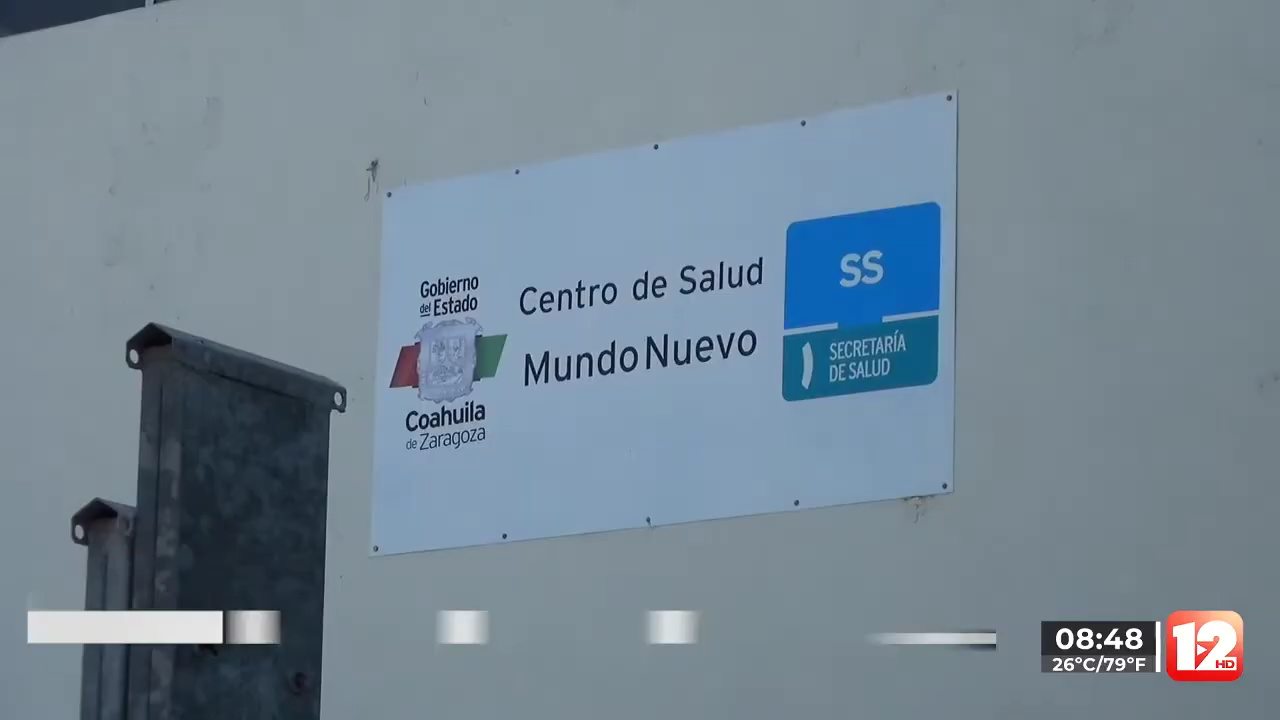 Gobierno
del Estado
Coahuila
de Zaragoza
Centro de Salud
Mundo Nuevo
SS
SECRETARÍA
DE SALUD
08:48
26°C/79°F
12
HD